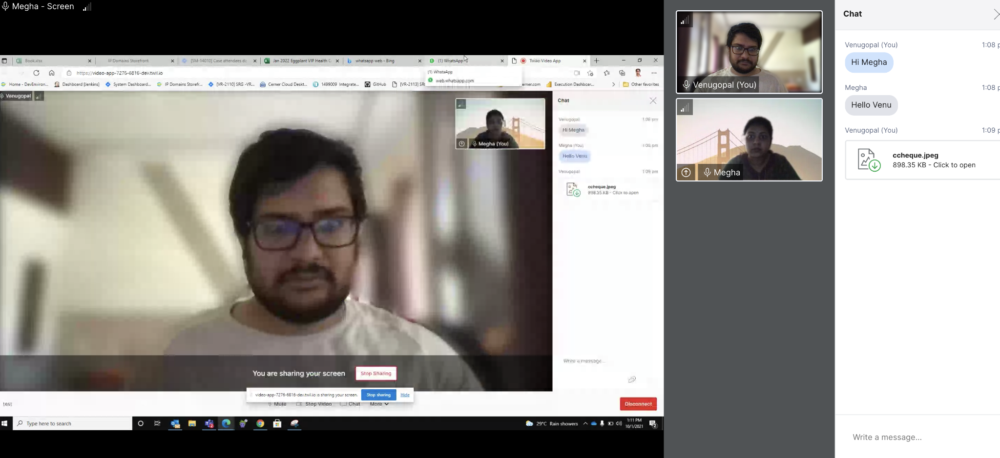 Megha - Screen
Book.xlsx
IP Domains Storefront
[SM-14010] Case attendees dc
Jan 2022 Eggplant VIP Health C
whatsapp web - Bing
(1) WhatsApp
Twilio Video App
https://video-app-7276-6816-dev.twil.io
(1) WhatsApp
web.whatsapp.com
Home - DevEnviron...
Dashboard [Jenkins]
System Dashboard...
IP Domains Storefr...
[VR-2110] SRG -VR...
Cerner Cloud Deskt...
1499009 Integrate...
GitHub
[VR-2113] SR
erner.com
Execution Dashboar...
Other favorites
Venugopal
Megha (You)
Chat
Venugopal 1:08 pm
Hi Megha
Megha (You) 1:08 pm
Hello Venu
Venugopal 1:09 pm
ccheque.jpeg
898.35 KB - Click to open
Write a message...
You are sharing your screen
Stop Sharing
video-app-7276-6816-dev.twil.io is sharing your screen.
Stop sharing
Hide
test
Mute
Stop Video
Chat
More
Disconnect
Type here to search
2
29°C Rain showers
1:11 PM
10/1/2021
2
Venugopal (You)
Megha
Chat
Venugopal (You) 1:08 p
Hi Megha
Megha 1:08 p
Hello Venu
Venugopal (You) 1:09 p
ccheque.jpeg
898.35 KB - Click to open
Write a message...